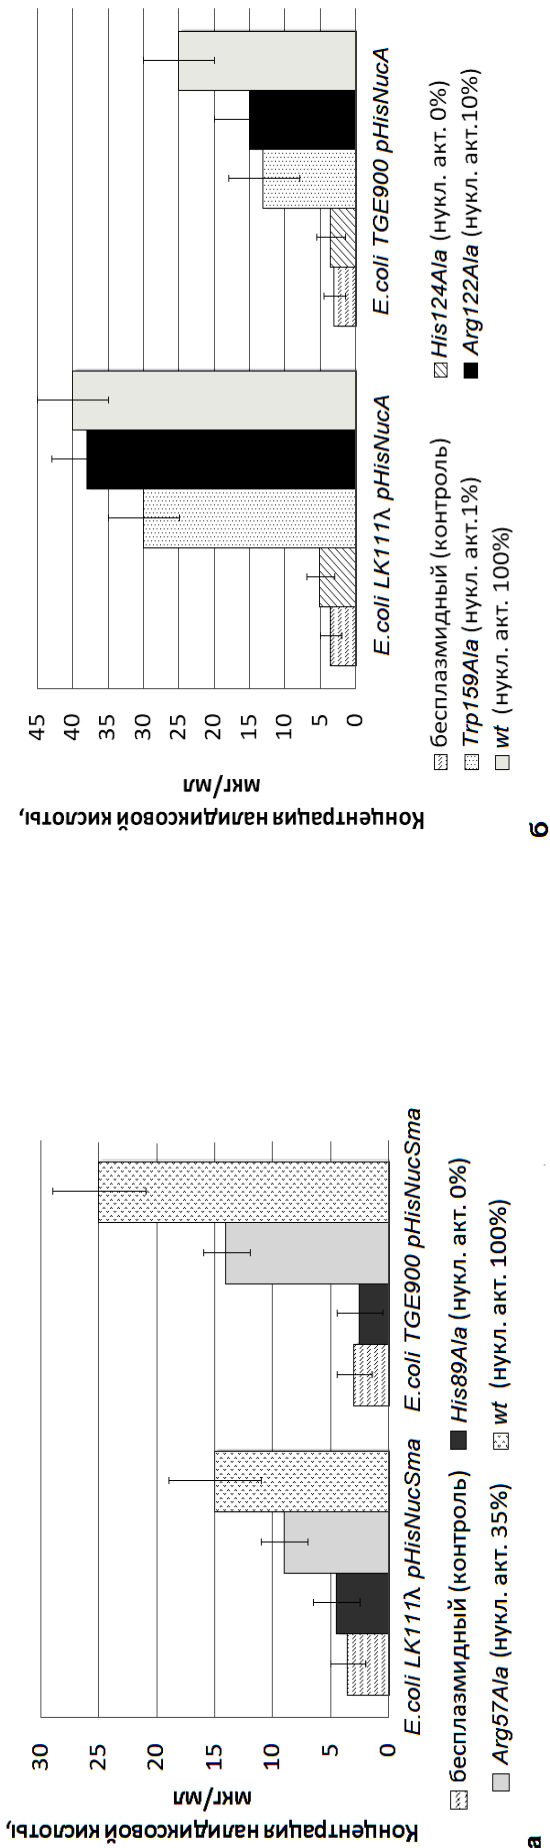 Концентрация налидиксовой кислоты,
мкг/мл
30
25
20
15
10
5
0
E.coli LK111λ pHisNucSma
E.coli TGE900 pHisNucSma
бесплазмидный (контроль)
His89Ala (нукл. акт. 0%)
Arg57Ala (нукл. акт. 35%)
wt (нукл. акт. 100%)
а
Концентрация налидиксовой кислоты,
мкг/мл
45
40
35
30
25
20
15
10
5
0
E.coli LK111λ pHisNucA
E.coli TGE900 pHisNucA
бесплазмидный (контроль)
His124Ala (нукл. акт. 0%)
Trp159Ala (нукл. акт.1%)
Arg122Ala (нукл. акт.10%)
wt (нукл. акт. 100%)
б